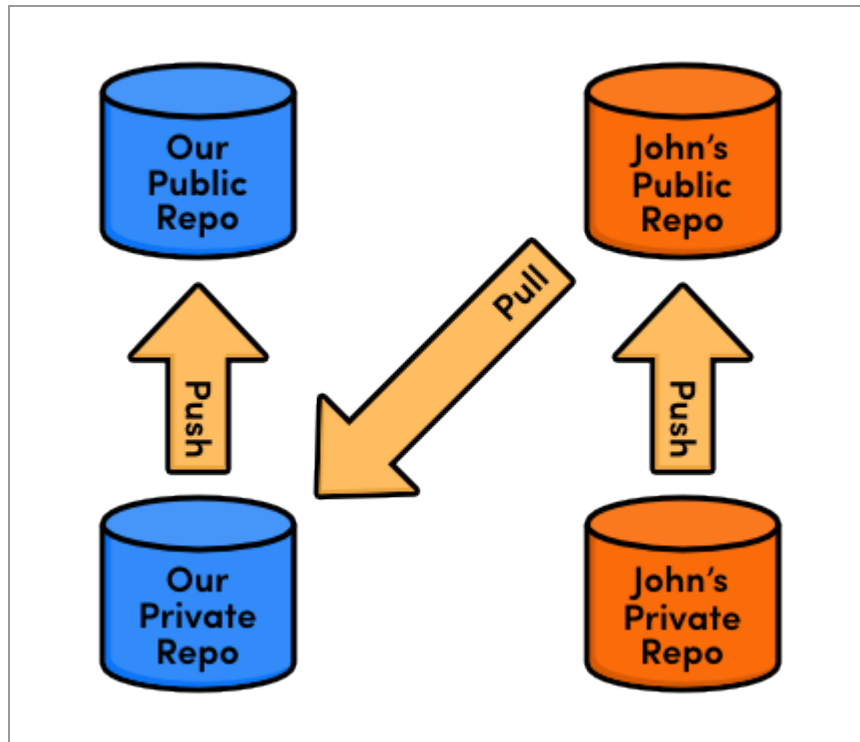 Our
Public
Repo
John's
Public
Repo
Pull
Push
Push
Our
Private
Repo
John's
Private
Repo